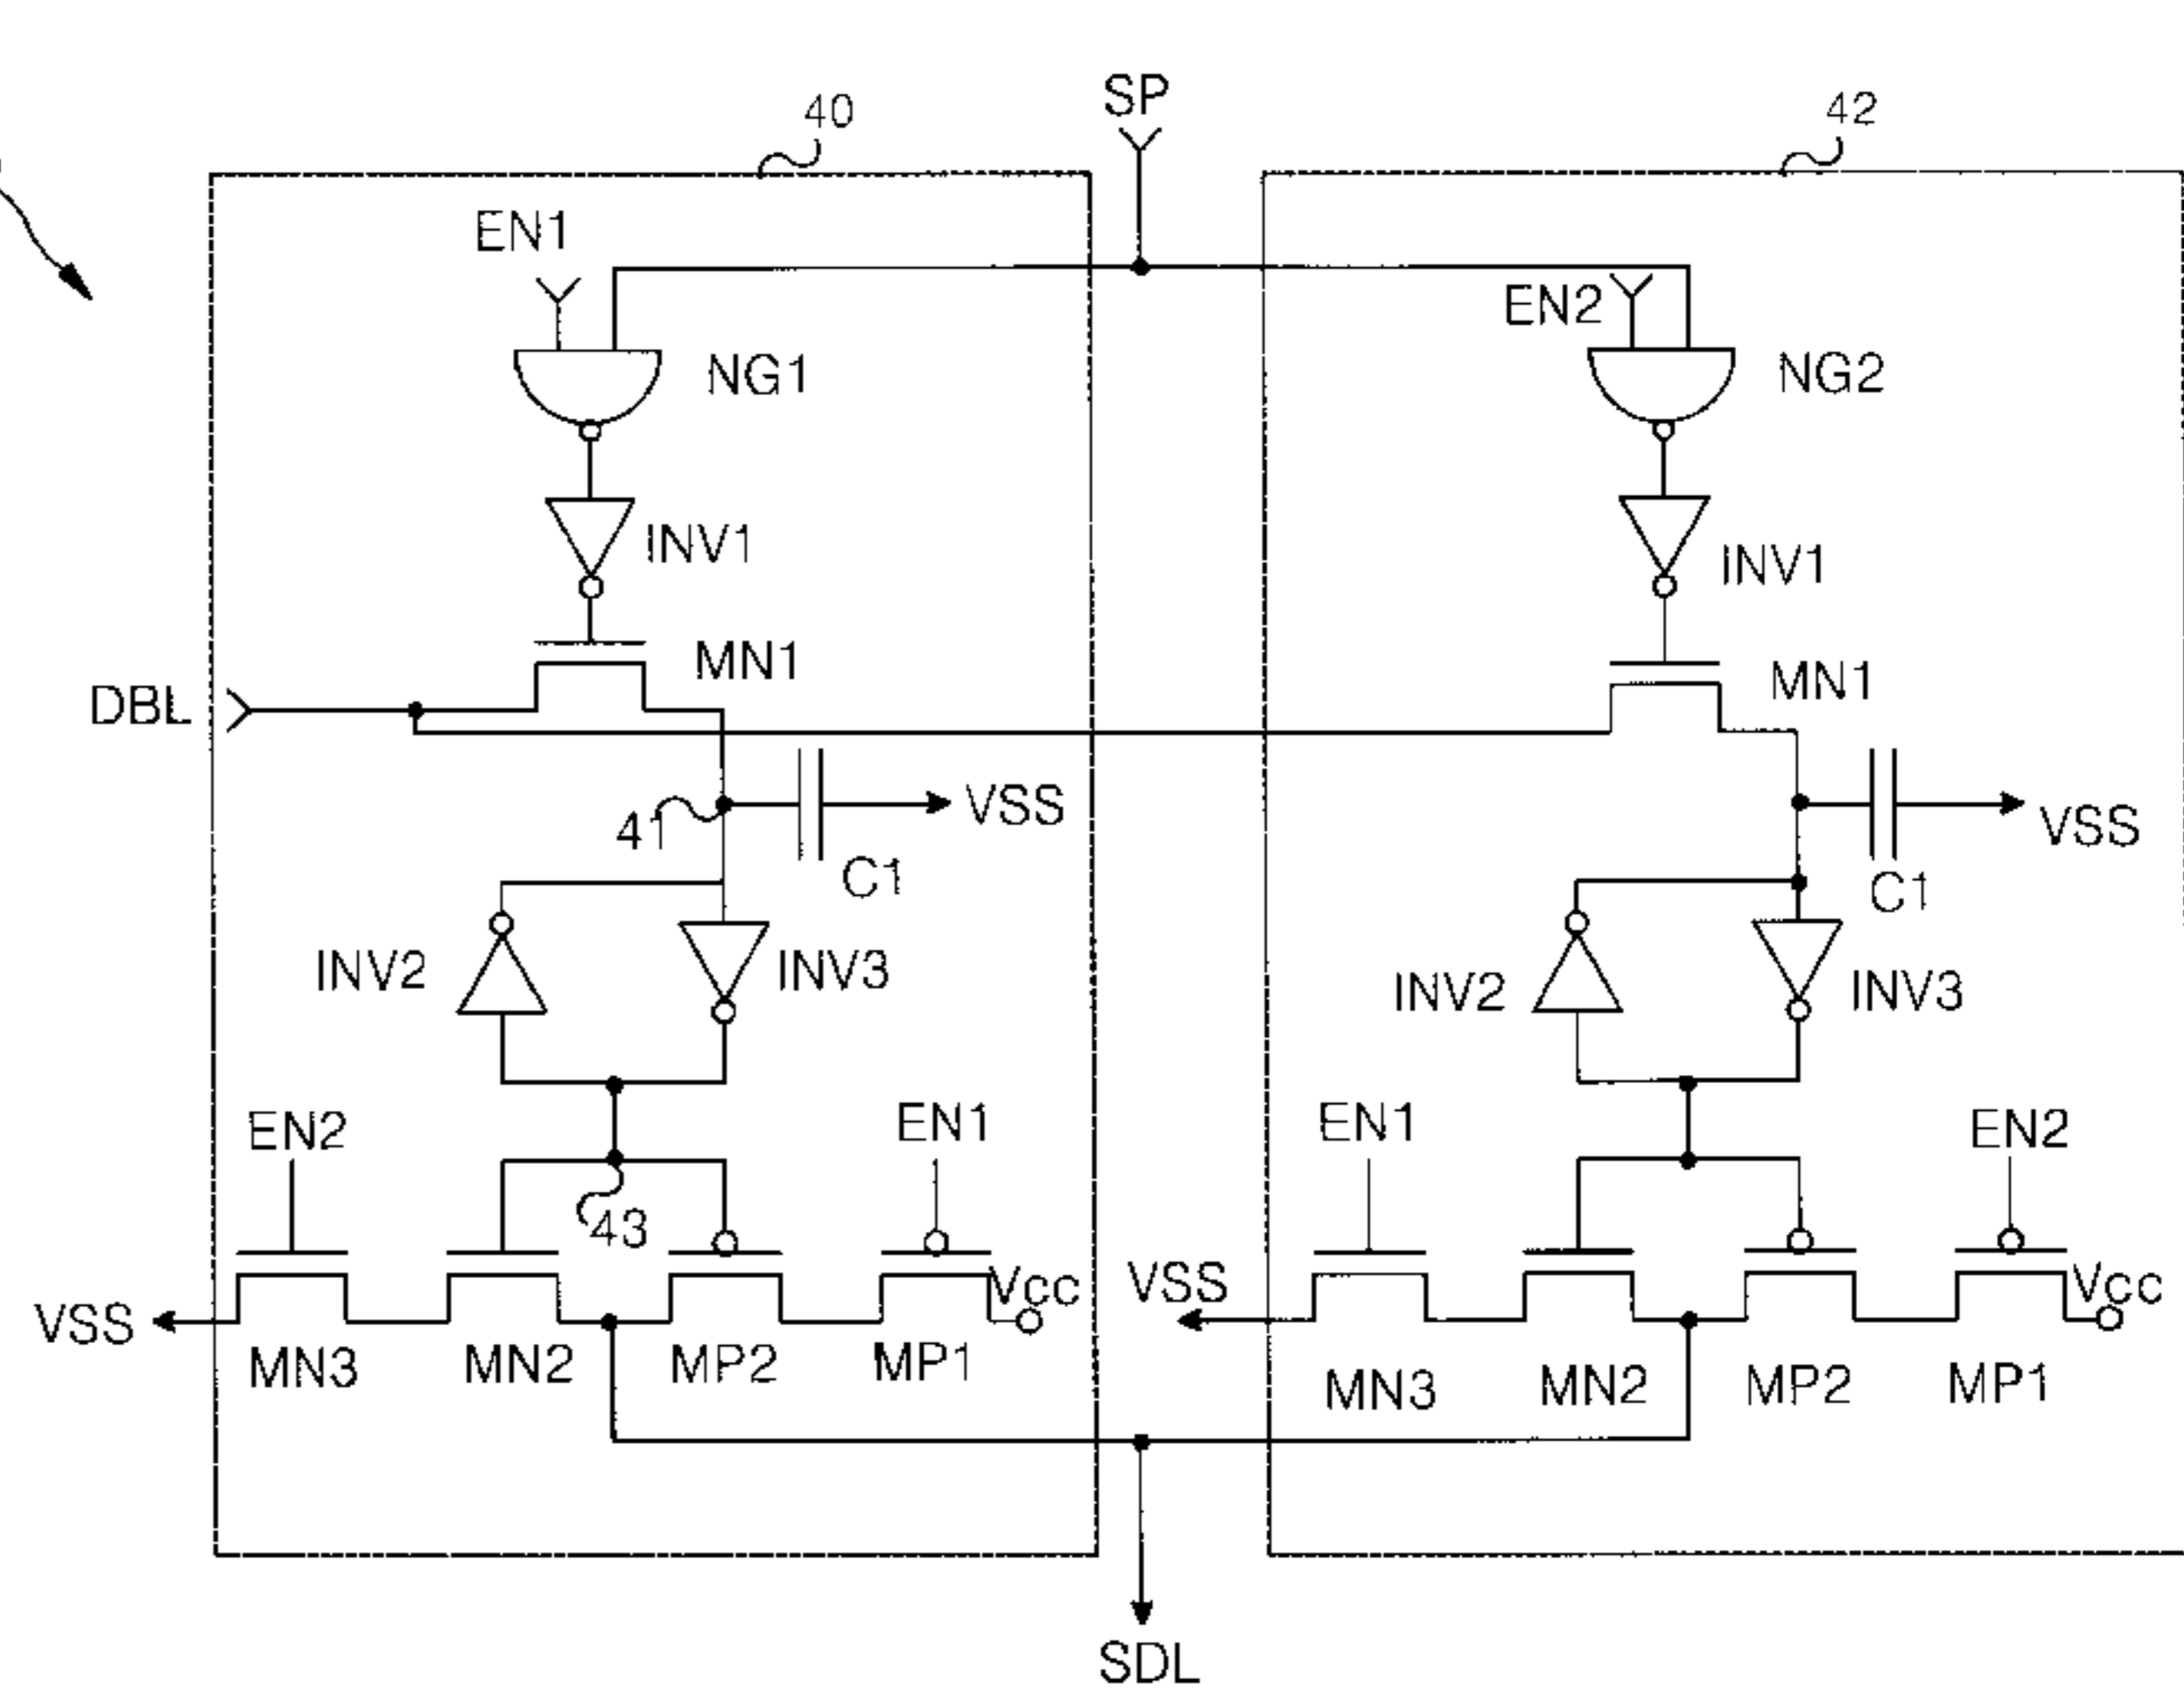 SP
40
42
EN1
EN2
NG1
NG2
INV1
INV1
MN1
MN1
DBL
41
VSS
VSS
C1
C1
INV2
INV3
INV2
INV3
EN2
EN1
EN1
EN2
43
VSS
Vcc
VSS
Vcc
MN3
MN2
MP2
MP1
MN3
MN2
MP2
MP1
SDL